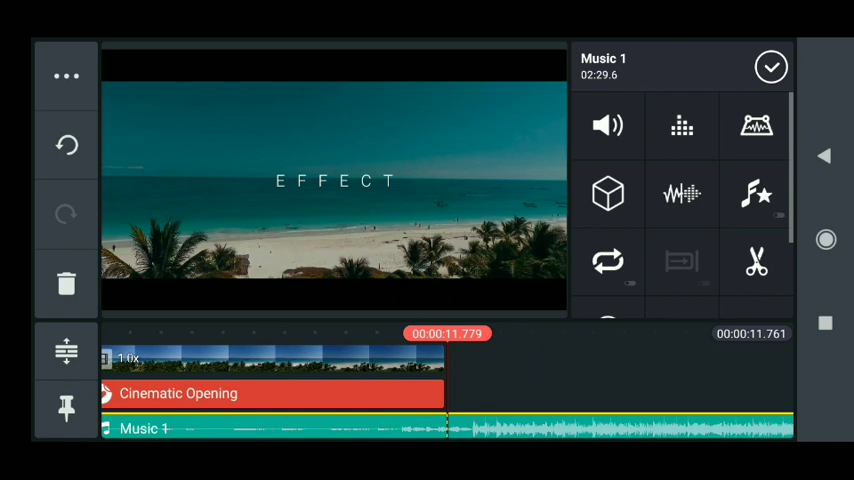 Music 1
02:29.6
EFFECT
00:00:11.779
00:00:11.761
1.0x
Cinematic Opening
Music 1